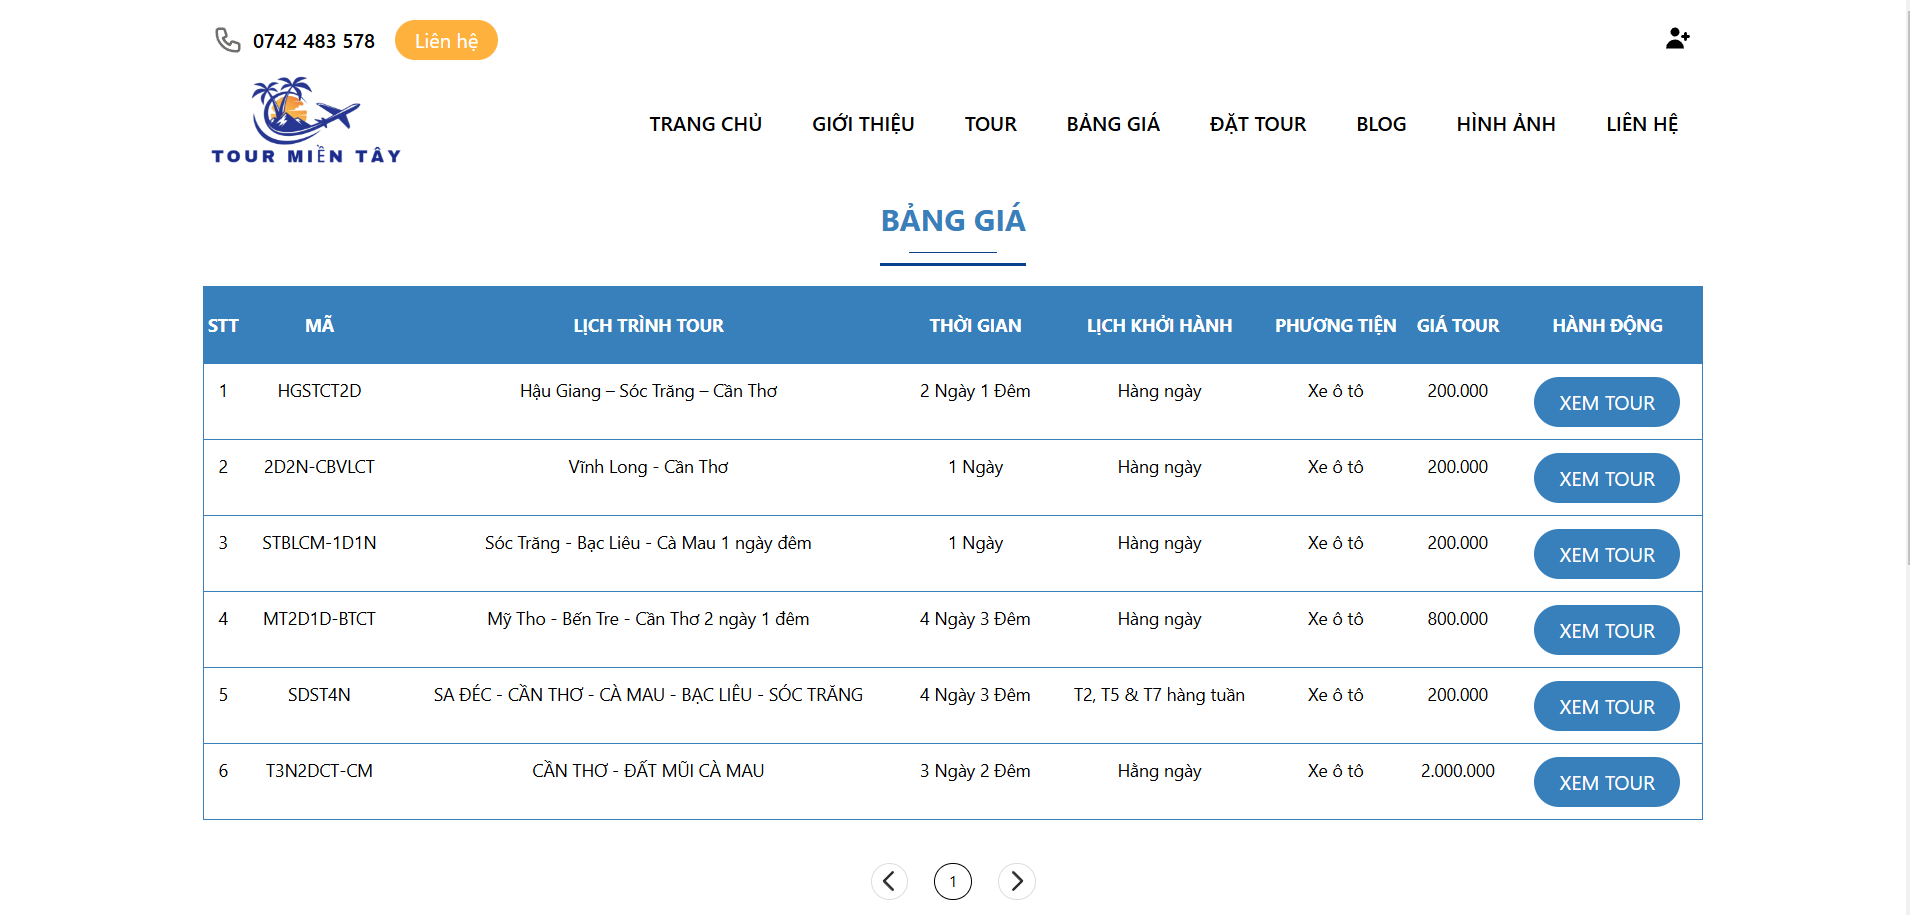 0742 483 578 Liên hệ
TOUR MIỀN TÂY
TRANG CHỦ GIỚI THIỆU TOUR BẢNG GIÁ ĐẶT TOUR BLOG HÌNH ẢNH LIÊN HỆ
BẢNG GIÁ
STT MÃ LỊCH TRÌNH TOUR THỜI GIAN LỊCH KHỞI HÀNH PHƯƠNG TIỆN GIÁ TOUR HÀNH ĐỘNG
1 HGSTCT2D Hậu Giang – Sóc Trăng – Cần Thơ 2 Ngày 1 Đêm Hàng ngày Xe ô tô 200.000 XEM TOUR
2 2D2N-CBVLCT Vĩnh Long - Cần Thơ 1 Ngày Hàng ngày Xe ô tô 200.000 XEM TOUR
3 STBLCM-1D1N Sóc Trăng - Bạc Liêu - Cà Mau 1 ngày đêm 1 Ngày Hàng ngày Xe ô tô 200.000 XEM TOUR
4 MT2D1D-BTCT Mỹ Tho - Bến Tre - Cần Thơ 2 ngày 1 đêm 4 Ngày 3 Đêm Hàng ngày Xe ô tô 800.000 XEM TOUR
5 SDST4N SA ĐÉC - CẦN THƠ - CÀ MAU - BẠC LIÊU - SÓC TRĂNG 4 Ngày 3 Đêm T2, T5 & T7 hàng tuần Xe ô tô 200.000 XEM TOUR
6 T3N2DCT-CM CẦN THƠ - ĐẤT MŨI CÀ MAU 3 Ngày 2 Đêm Hằng ngày Xe ô tô 2.000.000 XEM TOUR
1